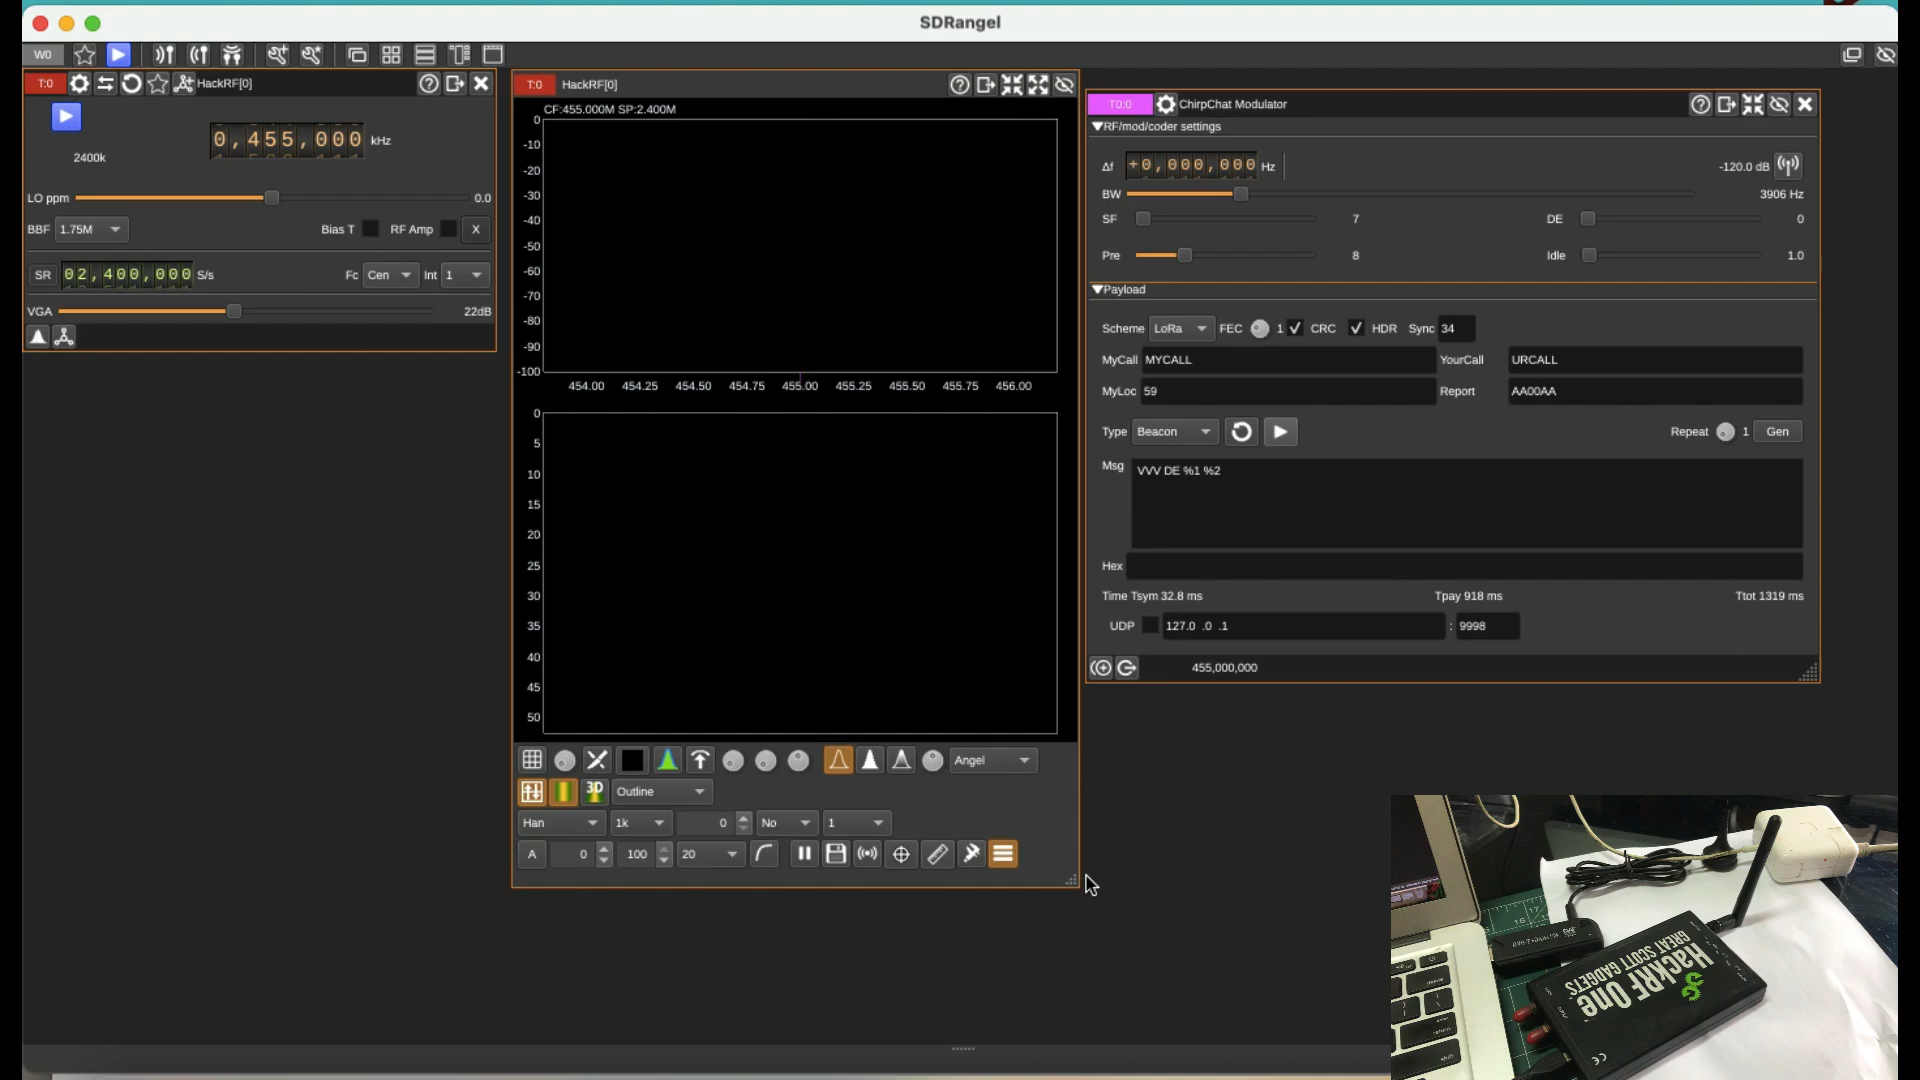 SDRangel
W0
T:0 HackRF[0]
0,455,000 kHz
2400k
LO ppm 0.0
BBF 1.75M Bias T RF Amp X
SR 02,400,000 S/s Fc Cen Int 1
VGA 22dB
T:0 HackRF[0]
CF:455.000M SP:2.400M
0
-10
-20
-30
-40
-50
-60
-70
-80
-90
-100
454.00 454.25 454.50 454.75 455.00 455.25 455.50 455.75 456.00
0
5
10
15
20
25
30
35
40
45
50
Angel
3D Outline
Han 1k 0 No 1
A 0 100 20
T0:0 ChirpChat Modulator
RF/mod/coder settings
Δf +0,000,000 Hz -120.0 dB
BW 3906 Hz
SF 7 DE 0
Pre 8 Idle 1.0
Payload
Scheme LoRa FEC 1 CRC HDR Sync 34
MyCall MYCALL YourCall URCALL
MyLoc 59 Report AA00AA
Type Beacon Repeat 1 Gen
Msg VVV DE %1 %2
Hex
Time Tsym 32.8 ms Tpay 918 ms Ttot 1319 ms
UDP 127.0 .0 .1 : 9998
455,000,000
HackRF One
GREAT SCOTT GADGETS
CE